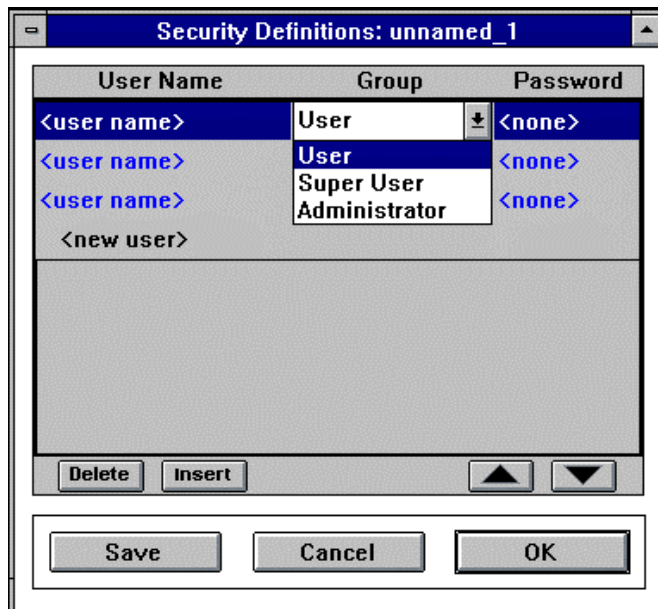 Security Definitions: unnamed_1
User Name Group Password
<user name> User <none>
<user name> User <none>
Super User
<user name> Administrator <none>
<new user>
Delete Insert
Save Cancel OK